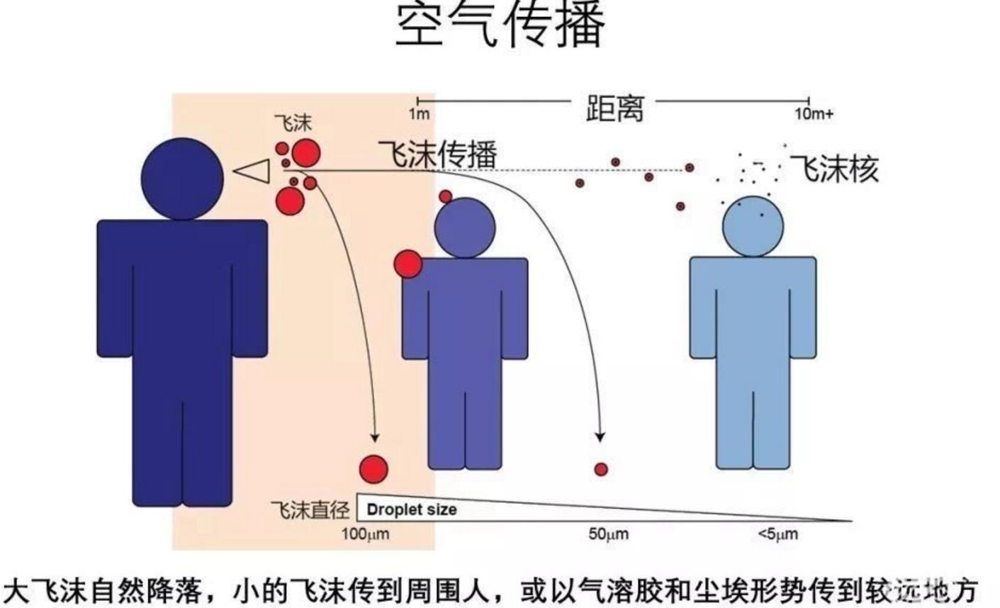 空气传播
1m
距离
10m+
飞沫
飞沫传播
飞沫核
飞沫直径
Droplet size
100μm
50μm
<5μm
大飞沫自然降落，小的飞沫传到周围人，或以气溶胶和尘埃形势传到较远地方